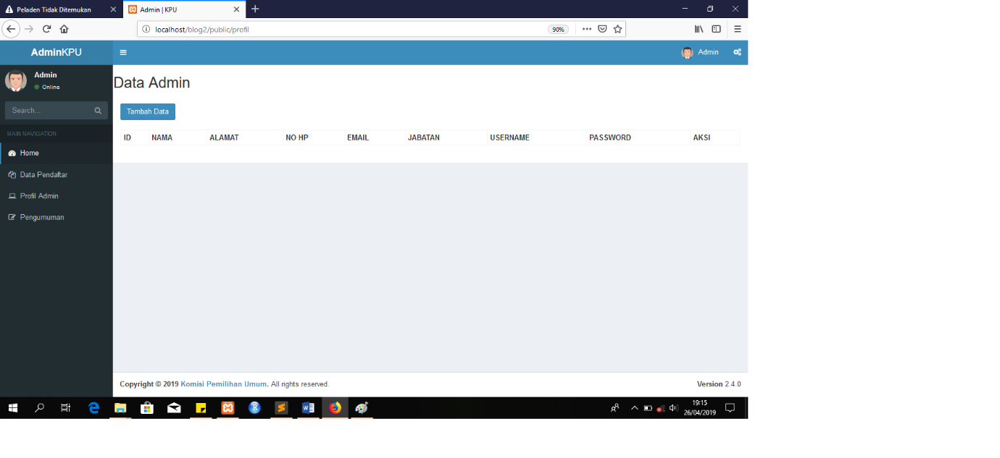 Peladen Tidak Ditemukan
Admin | KPU
localhost/blog2/public/profil
90%
AdminKPU
Admin
Admin
Online
Search...
MAIN NAVIGATION
Home
Data Pendaftar
Profil Admin
Pengumuman
Data Admin
Tambah Data
ID NAMA ALAMAT NO HP EMAIL JABATAN USERNAME PASSWORD AKSI
Copyright © 2019 Komisi Pemilihan Umum. All rights reserved.
Version 2.4.0
19:15
26/04/2019